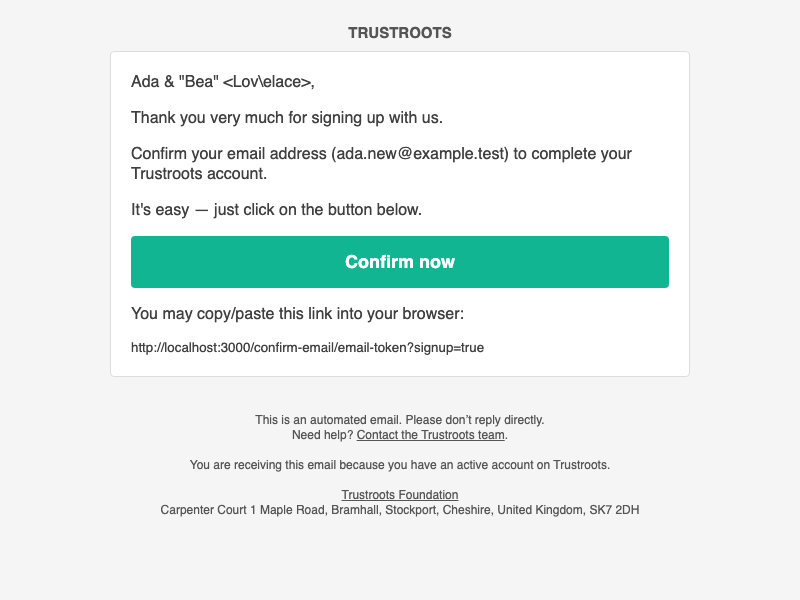 TRUSTROOTS
Ada & "Bea" <Lov\elace>,
Thank you very much for signing up with us.
Confirm your email address (ada.new@example.test) to complete your
Trustroots account.
It's easy — just click on the button below.
Confirm now
You may copy/paste this link into your browser:
http://localhost:3000/confirm-email/email-token?signup=true
This is an automated email. Please don’t reply directly.
Need help? Contact the Trustroots team.
You are receiving this email because you have an active account on Trustroots.
Trustroots Foundation
Carpenter Court 1 Maple Road, Bramhall, Stockport, Cheshire, United Kingdom, SK7 2DH